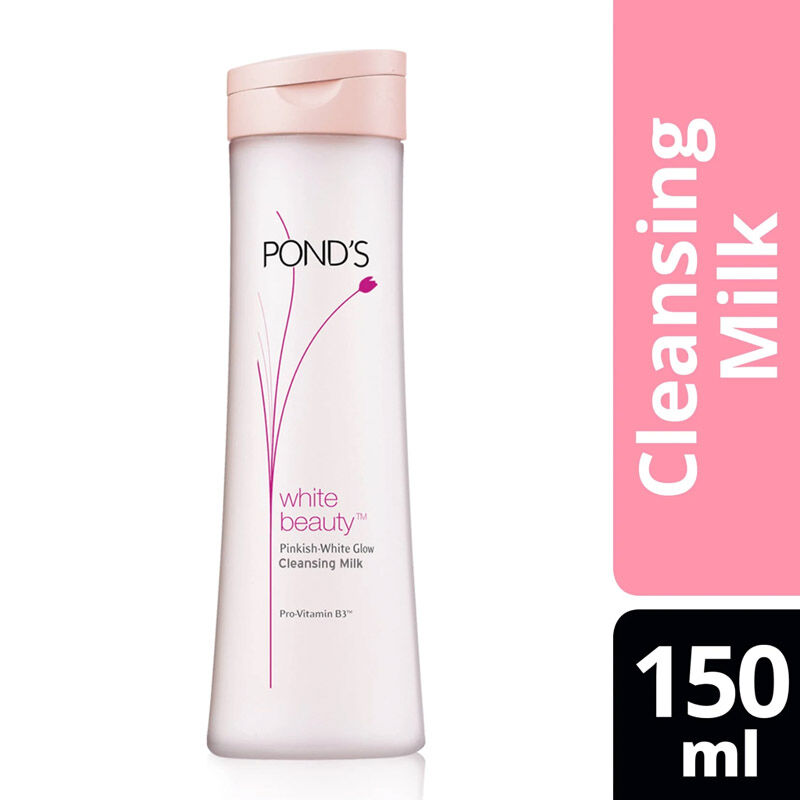 POND'S
white
beauty™
Pinkish-White Glow
Cleansing Milk
Pro-Vitamin B3™
Cleansing
Milk
150
ml